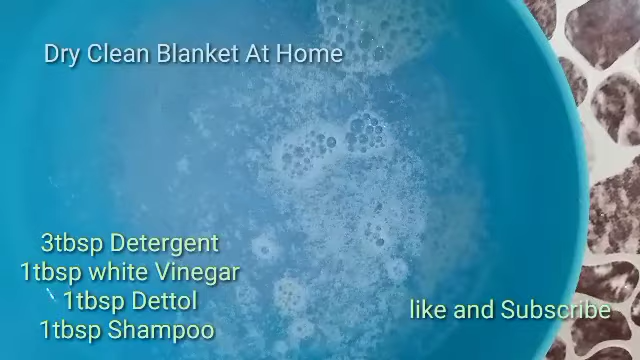 Dry Clean Blanket At Home
3tbsp Detergent
1tbsp white Vinegar
1tbsp Dettol
1tbsp Shampoo
like and Subscribe